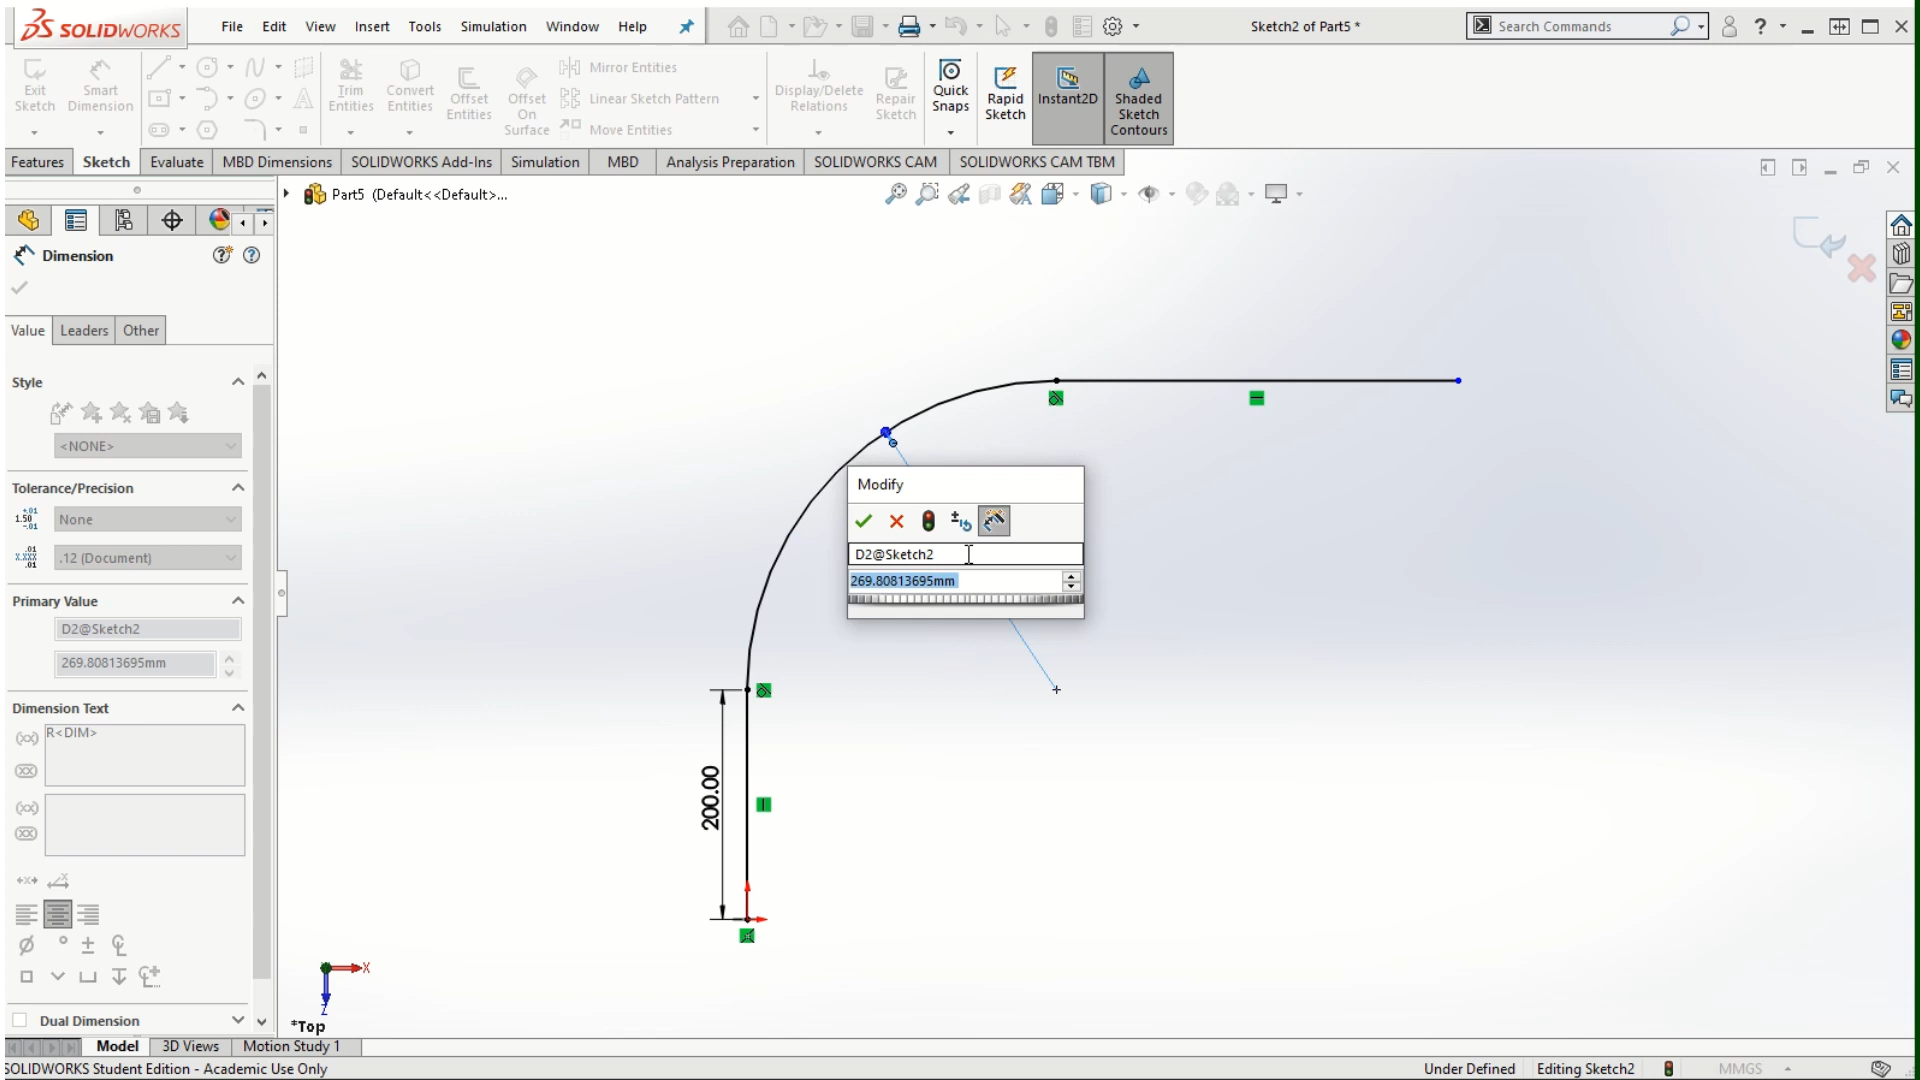 SOLIDWORKS
File Edit View Insert Tools Simulation Window Help
Sketch2 of Part5 *
Search Commands
Exit Sketch
Smart Dimension
Trim Entities
Convert Entities
Offset Entities
Offset On Surface
Mirror Entities
Linear Sketch Pattern
Move Entities
Display/Delete Relations
Repair Sketch
Quick Snaps
Rapid Sketch
Instant2D
Shaded Sketch Contours
Features Sketch Evaluate MBD Dimensions SOLIDWORKS Add-Ins Simulation MBD Analysis Preparation SOLIDWORKS CAM SOLIDWORKS CAM TBM
Part5 (Default<<Default>...
Dimension
Value Leaders Other
Style
<NONE>
Tolerance/Precision
None
.12 (Document)
Primary Value
D2@Sketch2
269.80813695mm
Dimension Text
R<DIM>
Dual Dimension
Modify
D2@Sketch2
269.80813695mm
200.00
X
Z
*Top
Model 3D Views Motion Study 1
SOLIDWORKS Student Edition - Academic Use Only
Under Defined Editing Sketch2 MMGS